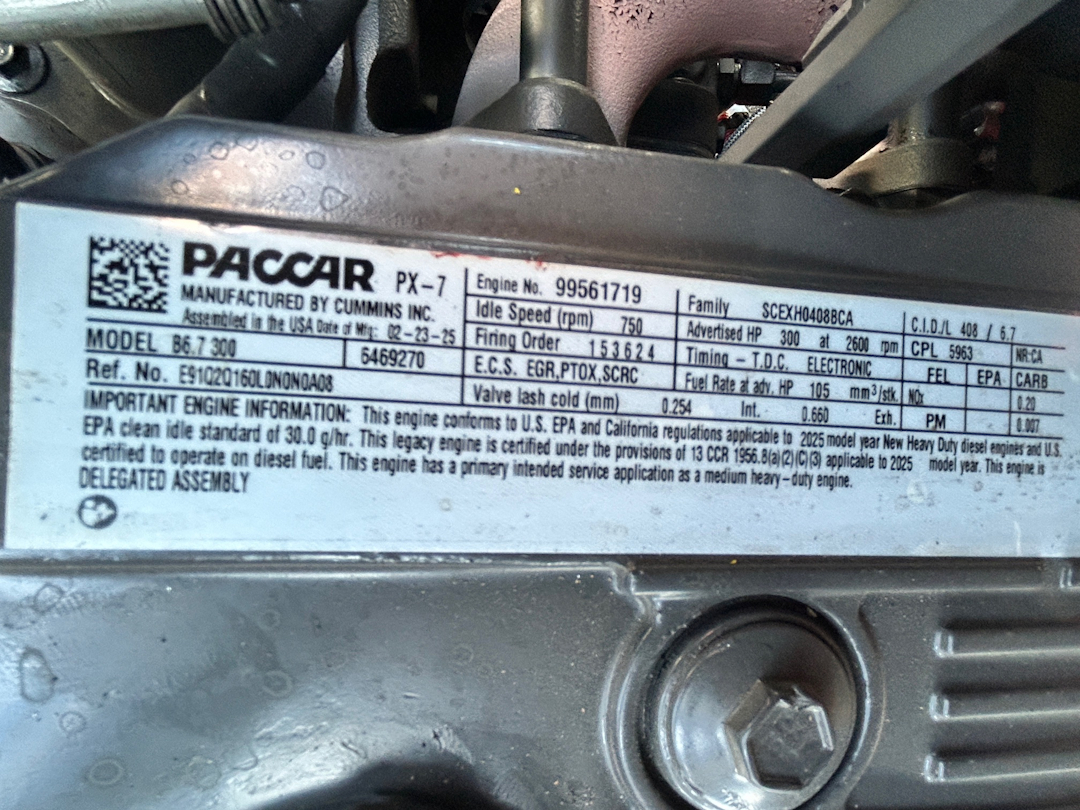 PACCAR PX-7
MANUFACTURED BY CUMMINS INC.
Assembled in the USA Date of Mfg: 02-23-25
MODEL B6.7 300 6469270
Ref. No. E91Q2Q160L0N0N0A08
Engine No. 99561719
Idle Speed (rpm) 750
Firing Order 153624
E.C.S. EGR,PTOX,SCRC
Valve lash cold (mm) 0.254 Int. 0.660 Exh.
Family SCEXH0408BCA
Advertised HP 300 at 2600 rpm
Timing - T.D.C. ELECTRONIC
Fuel Rate at adv. HP 105 mm³/stk.
C.I.D./L 408 / 6.7
CPL 5963 NR-CA
FEL EPA CARB
NOx 0.20
PM 0.007
IMPORTANT ENGINE INFORMATION: This engine conforms to U.S. EPA and California regulations applicable to 2025 model year New Heavy Duty diesel engines and U.S.
EPA clean idle standard of 30.0 g/hr. This legacy engine is certified under the provisions of 13 CCR 1956.8(a)(2)(C)(3) applicable to 2025 model year. This engine is
certified to operate on diesel fuel. This engine has a primary intended service application as a medium heavy-duty engine.
DELEGATED ASSEMBLY